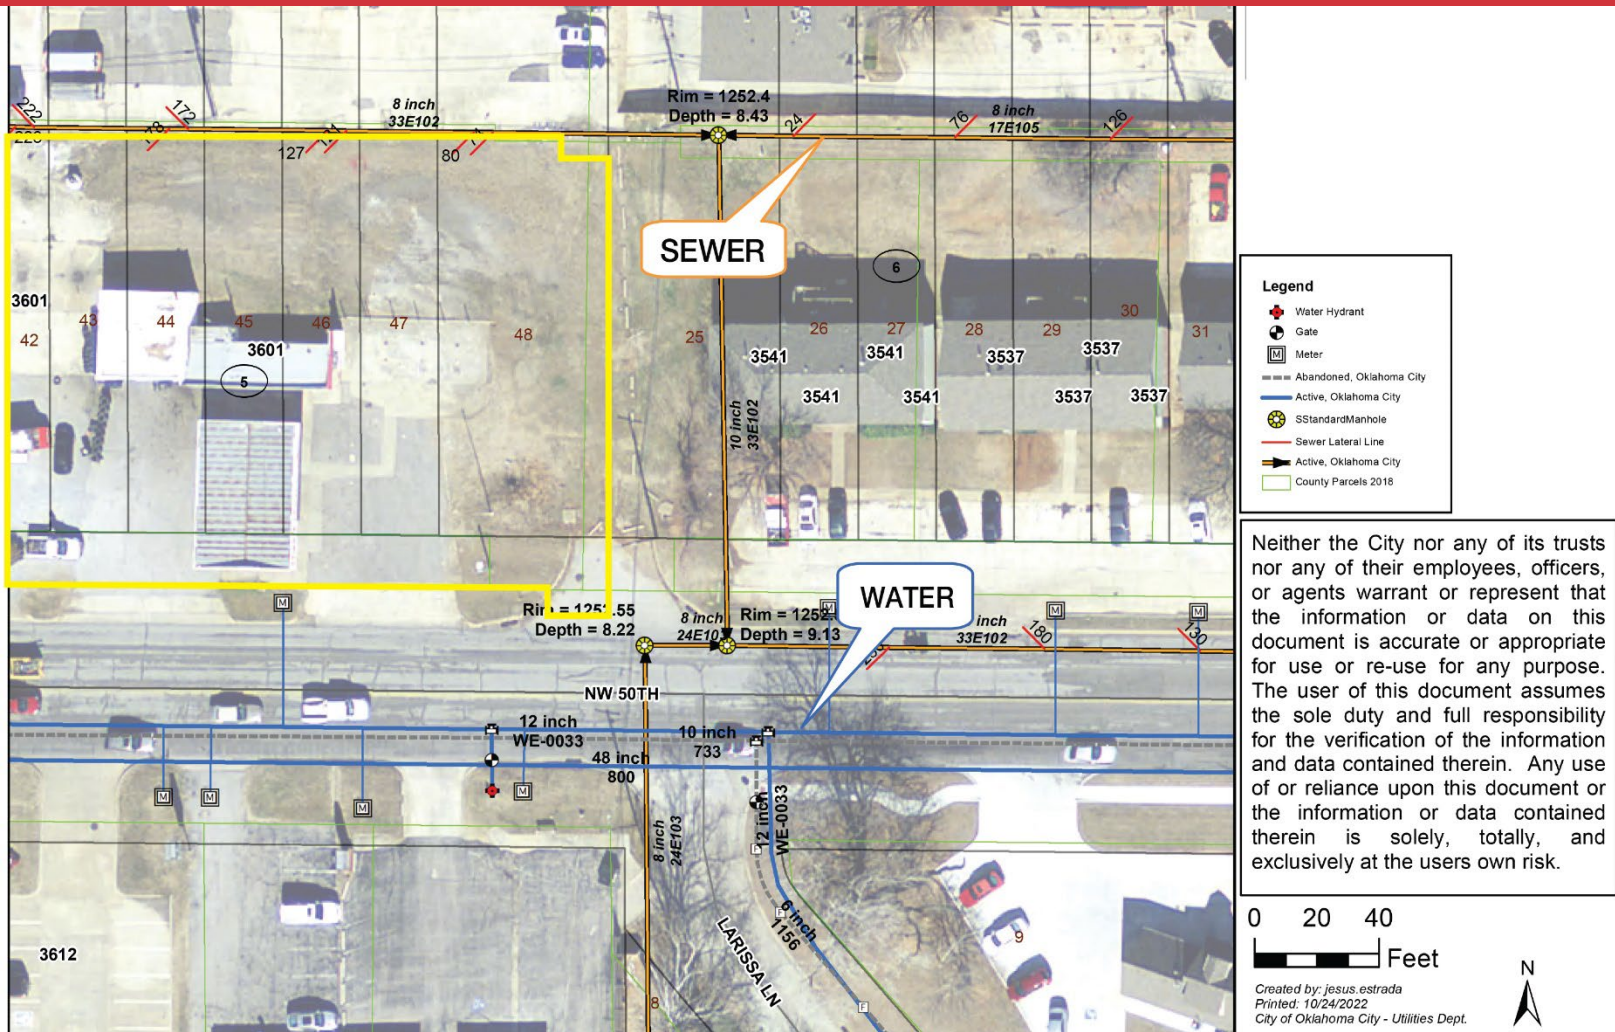 222
172
8 inch
33E102
Rim = 1252.4
Depth = 8.43
24
76
8 inch
17E105
126
127
80
SEWER
6
3601
42
43
44
45
46
47
48
3601
5
25
26
27
28
29
30
31
3541
3541
3537
3537
3541
3541
3537
3537
10 inch
33E102
Depth = 8.22
8 inch
Depth = 9.13
WATER
inch
33E102
180
130
M
M
M
M
NW 50TH
12 inch
WE-0033
10 inch
733
48 inch
800
M
M
M
M
8 inch
24E103
12 inch
WE-0033
F
F
F
6 inch
1156
LARISSA LN
3612
8
9
Legend
Water Hydrant
Gate
M Meter
Abandoned, Oklahoma City
Active, Oklahoma City
SStandardManhole
Sewer Lateral Line
Active, Oklahoma City
County Parcels 2018
Neither the City nor any of its trusts
nor any of their employees, officers,
or agents warrant or represent that
the information or data on this
document is accurate or appropriate
for use or re-use for any purpose.
The user of this document assumes
the sole duty and full responsibility
for the verification of the information
and data contained therein. Any use
of or reliance upon this document or
the information or data contained
therein is solely, totally, and
exclusively at the users own risk.
0 20 40
Feet
N
Created by: jesus.estrada
Printed: 10/24/2022
City of Oklahoma City - Utilities Dept.